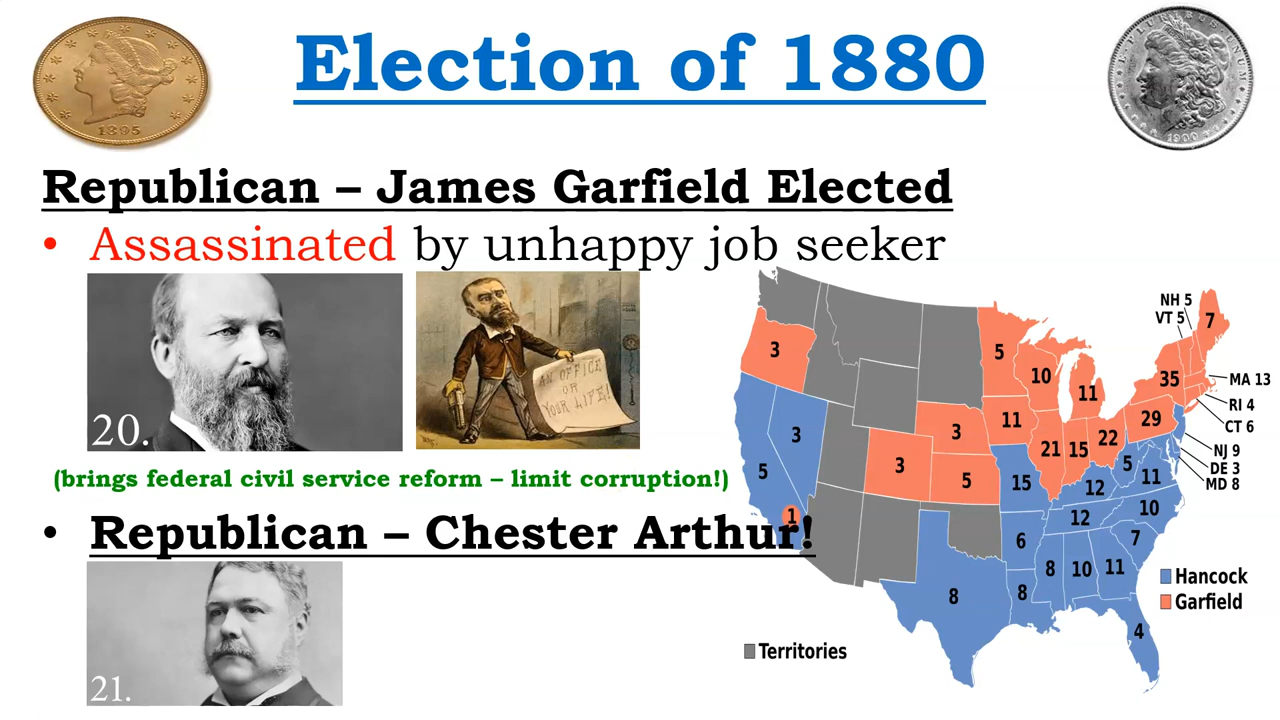 Election of 1880
1895
E·PLURIBUS·UNUM
1900
Republican – James Garfield Elected
• Assassinated by unhappy job seeker
20.
AN OFFICE
OR
YOUR LIFE!
(brings federal civil service reform – limit corruption!)
• Republican – Chester Arthur!
21.
NH 5
VT 5
7
3
5
10
11
35
MA 13
RI 4
CT 6
29
NJ 9
DE 3
MD 8
3
3
11
21
15
22
5
11
5
3
5
15
12
10
1
12
7
6
8
10
11
8
8
4
Hancock
Garfield
Territories